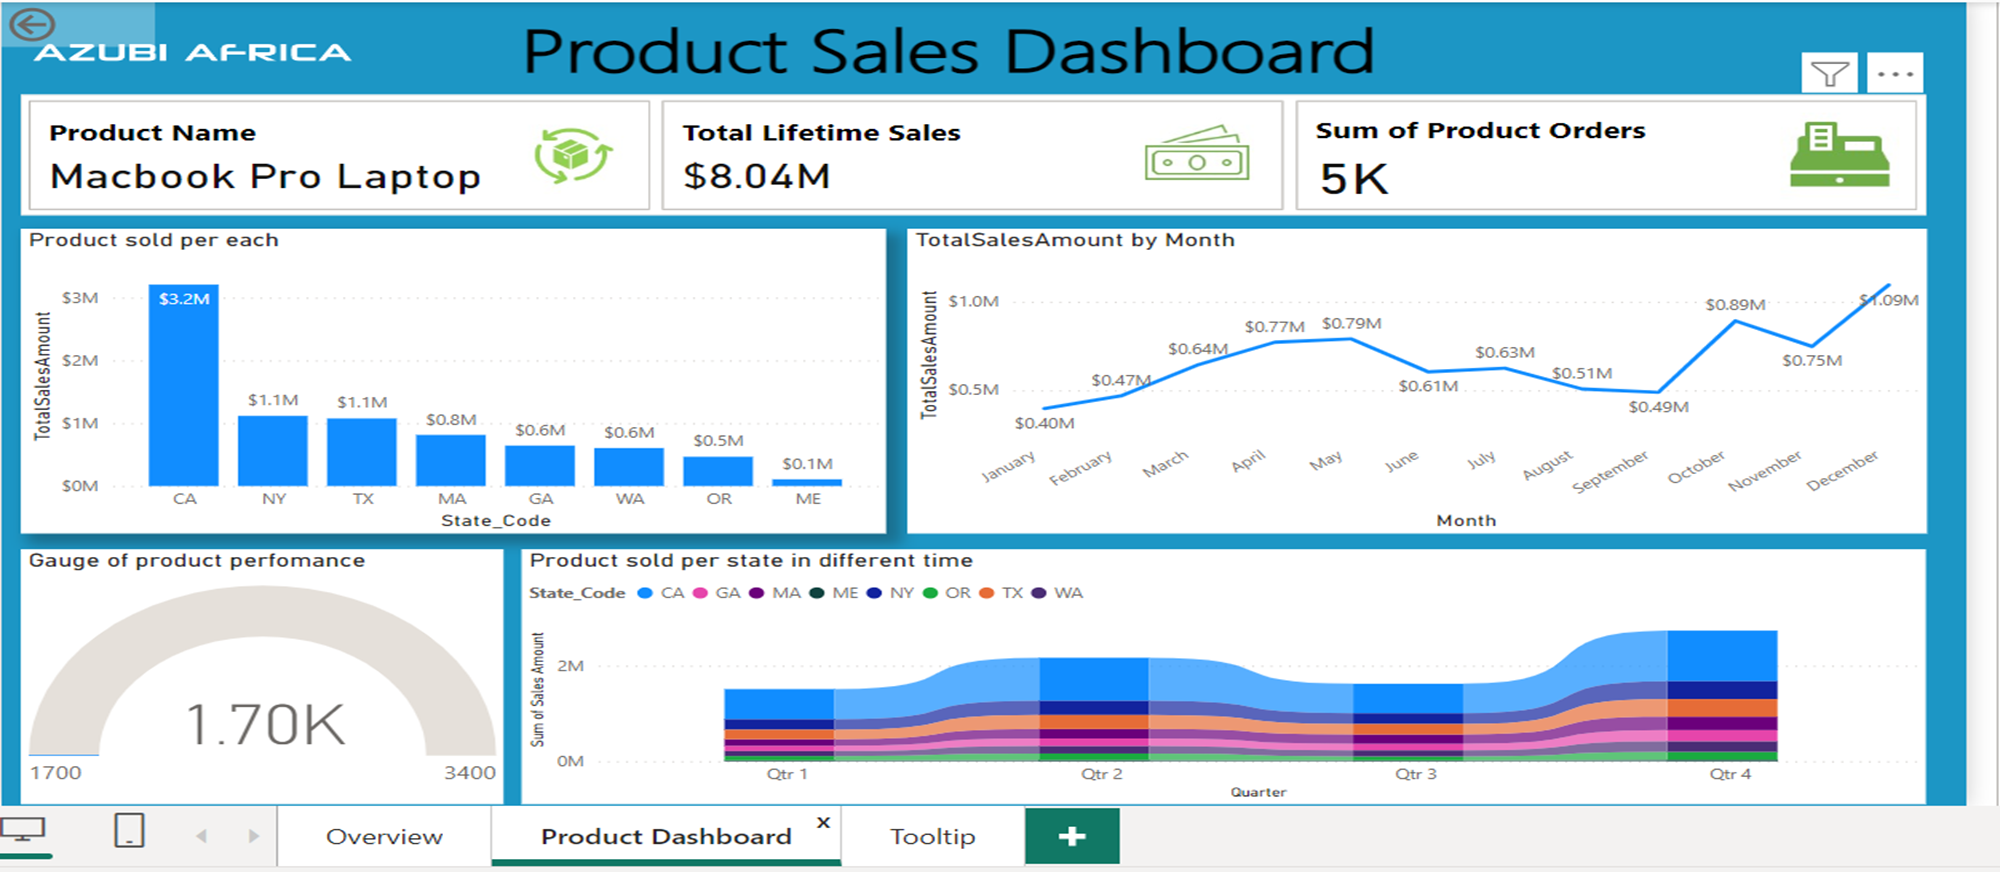 AZUBI AFRICA
Product Sales Dashboard
Product Name
Macbook Pro Laptop
Total Lifetime Sales
$8.04M
Sum of Product Orders
5K
Product sold per each
TotalSalesAmount
$3M
$2M
$1M
$0M
$3.2M
$1.1M
$1.1M
$0.8M
$0.6M
$0.6M
$0.5M
$0.1M
CA NY TX MA GA WA OR ME
State_Code
TotalSalesAmount by Month
TotalSalesAmount
$1.0M
$0.5M
$0.40M
$0.47M
$0.64M
$0.77M
$0.79M
$0.61M
$0.63M
$0.51M
$0.49M
$0.89M
$0.75M
$1.09M
January February March April May June July August September October November December
Month
Gauge of product perfomance
1.70K
1700 3400
Product sold per state in different time
State_Code CA GA MA ME NY OR TX WA
Sum of Sales Amount
2M
0M
Qtr 1 Qtr 2 Qtr 3 Qtr 4
Quarter
Overview
Product Dashboard x
Tooltip
+